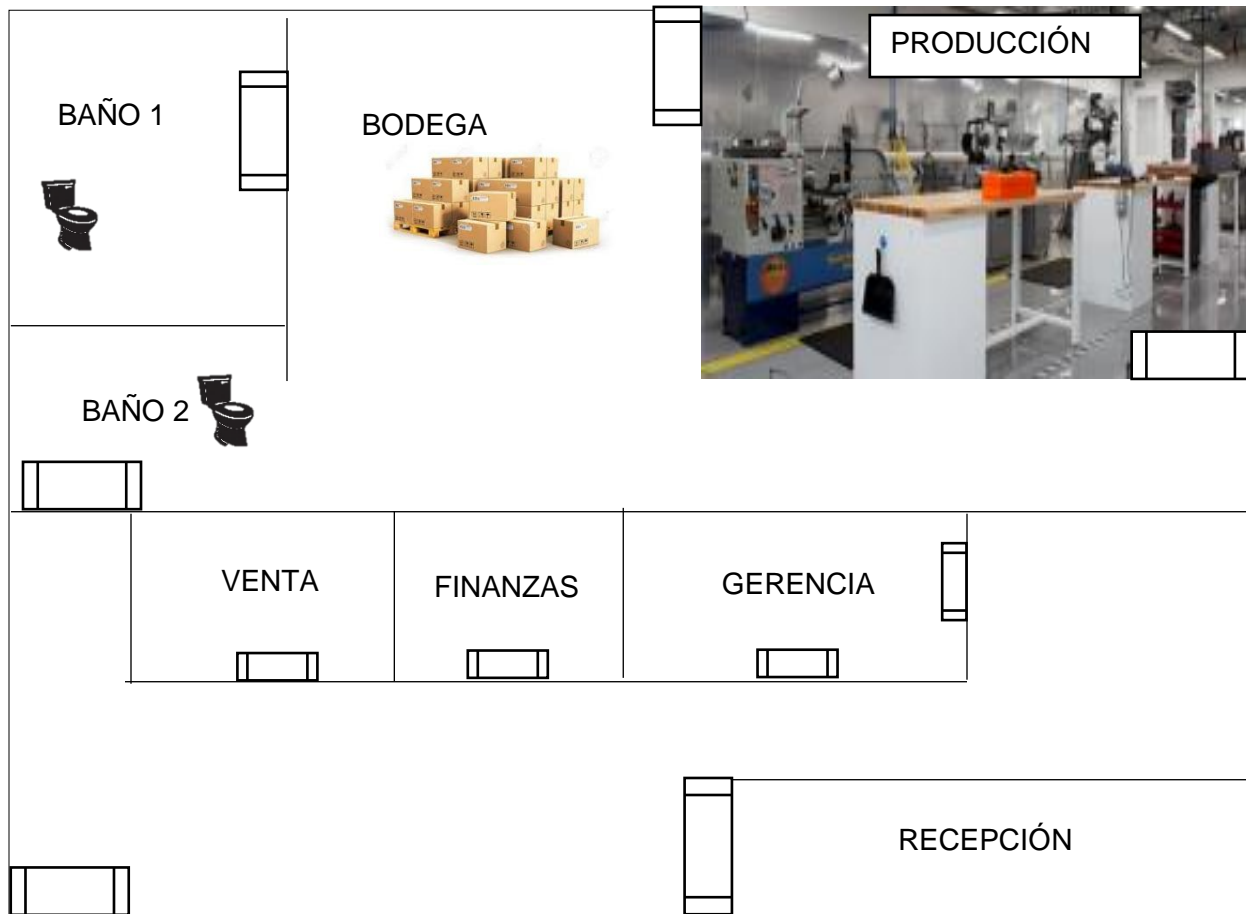 PRODUCCIÓN
BAÑO 1
BODEGA
BAÑO 2
VENTA
FINANZAS
GERENCIA
RECEPCIÓN